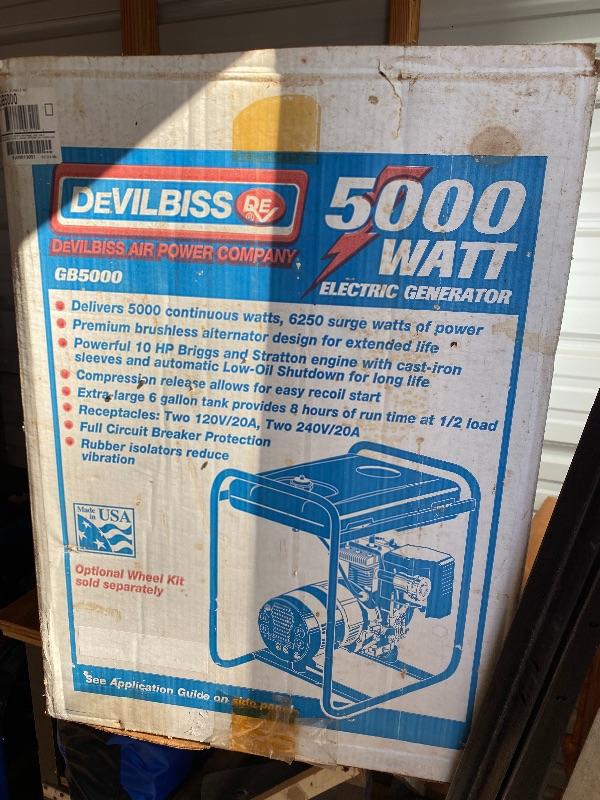 DEVILBISS DEV
DEVILBISS AIR POWER COMPANY
GB5000
5000
WATT
ELECTRIC GENERATOR
Delivers 5000 continuous watts, 6250 surge watts of power
Premium brushless alternator design for extended life
Powerful 10 HP Briggs and Stratton engine with cast-iron
sleeves and automatic Low-Oil Shutdown for long life
Compression release allows for easy recoil start
Extra-large 6 gallon tank provides 8 hours of run time at 1/2 load
Receptacles: Two 120V/20A, Two 240V/20A
Full Circuit Breaker Protection
Rubber isolators reduce
vibration
Made
in USA
Optional Wheel Kit
sold separately
See Application Guide on side